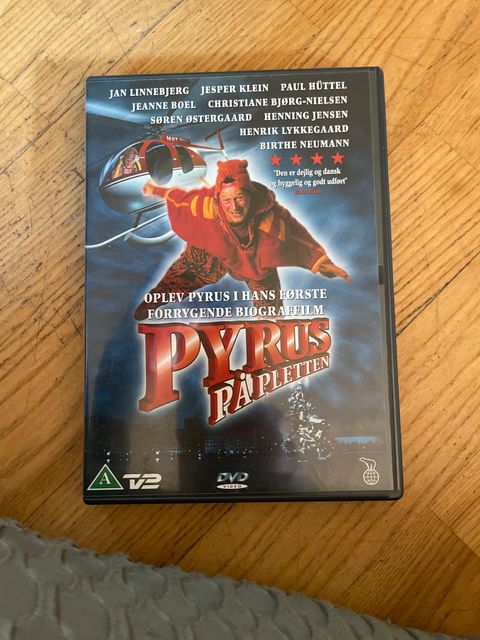 JAN LINNEBJERG JESPER KLEIN PAUL HÜTTEL
JEANNE BOEL CHRISTIANE BJØRG-NIELSEN
SØREN ØSTERGAARD HENNING JENSEN
HENRIK LYKKEGAARD
BIRTHE NEUMANN
"Den er dejlig og dansk
og hyggelig og godt udført"
OPLEV PYRUS I HANS FØRSTE
FORRYGENDE BIOGRAFFILM
PYRUS
PÅ PLETTEN
A
TV2
DVD
VIDEO